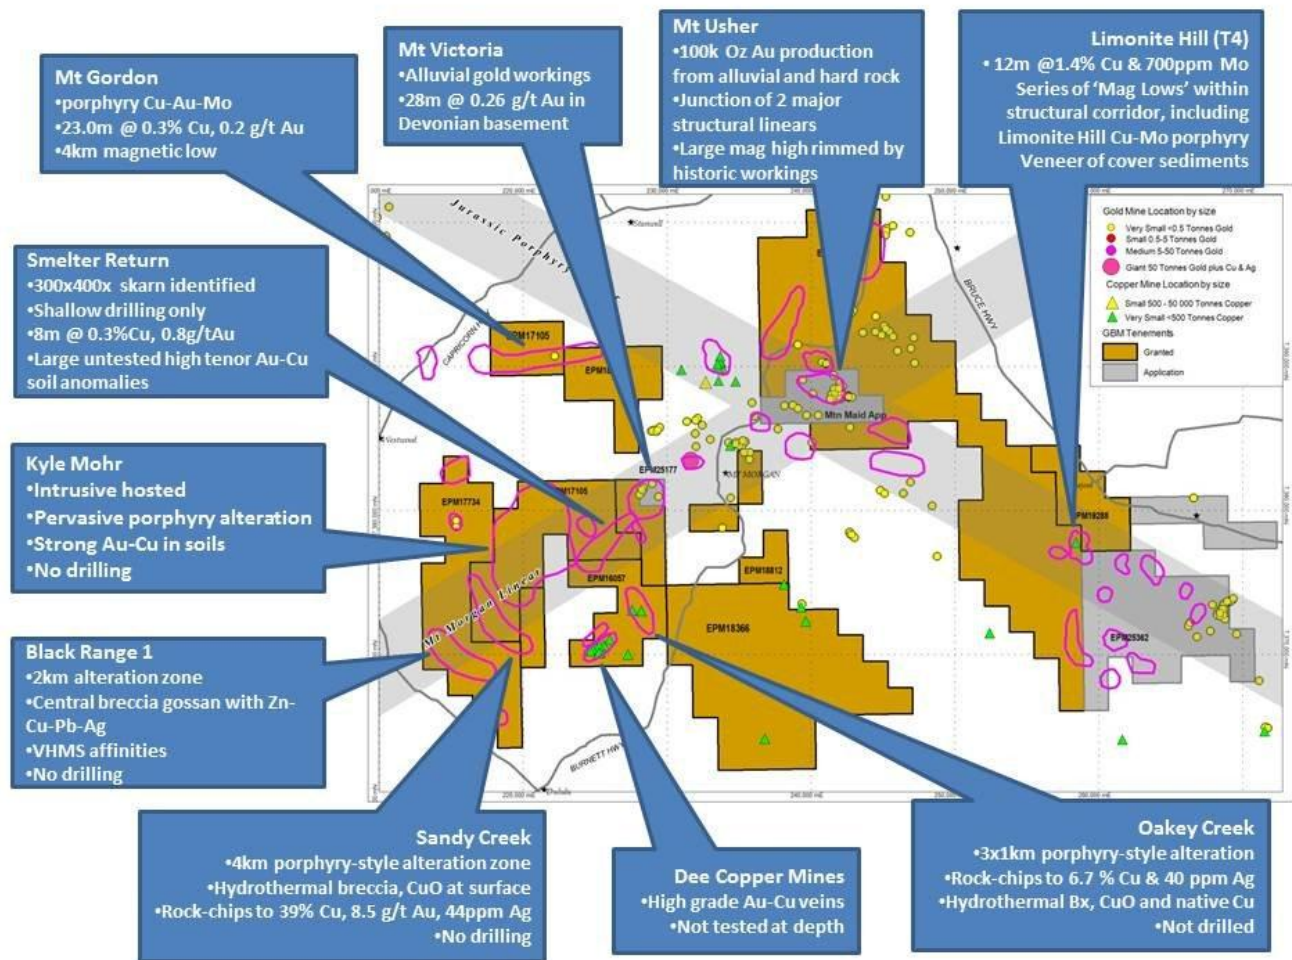 Mt Gordon
•porphyry Cu-Au-Mo
•23.0m @ 0.3% Cu, 0.2 g/t Au
•4km magnetic low
Mt Victoria
•Alluvial gold workings
•28m @ 0.26 g/t Au in
Devonian basement
Mt Usher
•100k Oz Au production
from alluvial and hard rock
•Junction of 2 major
structural linears
•Large mag high rimmed by
historic workings
Limonite Hill (T4)
• 12m @1.4% Cu & 700ppm Mo
Series of ‘Mag Lows’ within
structural corridor, including
Limonite Hill Cu-Mo porphyry
Veneer of cover sediments
Smelter Return
•300x400x skarn identified
•Shallow drilling only
•8m @ 0.3%Cu, 0.8g/tAu
•Large untested high tenor Au-Cu
soil anomalies
Kyle Mohr
•Intrusive hosted
•Pervasive porphyry alteration
•Strong Au-Cu in soils
•No drilling
Black Range 1
•2km alteration zone
•Central breccia gossan with Zn-
Cu-Pb-Ag
•VHMS affinities
•No drilling
Jurassic Porphyry
BRUCE HWY
EPM17105
Mtn Maid App
EPM25177
MT MORGAN
EPM17734
EPM16057
EPM18812
Mt Morgan Linear
EPM18366
EPM25362
BURNETT HWY
Gold Mine Location by size
Very Small <0.5 Tonnes Gold
Small 0.5-5 Tonnes Gold
Medium 5-50 Tonnes Gold
Giant 50 Tonnes Gold plus Cu & Ag
Copper Mine Location by size
Small 500 - 50 000 Tonnes Copper
Very Small <500 Tonnes Copper
GBM Tenements
Granted
Application
Sandy Creek
•4km porphyry-style alteration zone
•Hydrothermal breccia, CuO at surface
•Rock-chips to 39% Cu, 8.5 g/t Au, 44ppm Ag
•No drilling
Dee Copper Mines
•High grade Au-Cu veins
•Not tested at depth
Oakey Creek
•3x1km porphyry-style alteration
•Rock-chips to 6.7 % Cu & 40 ppm Ag
•Hydrothermal Bx, CuO and native Cu
•Not drilled